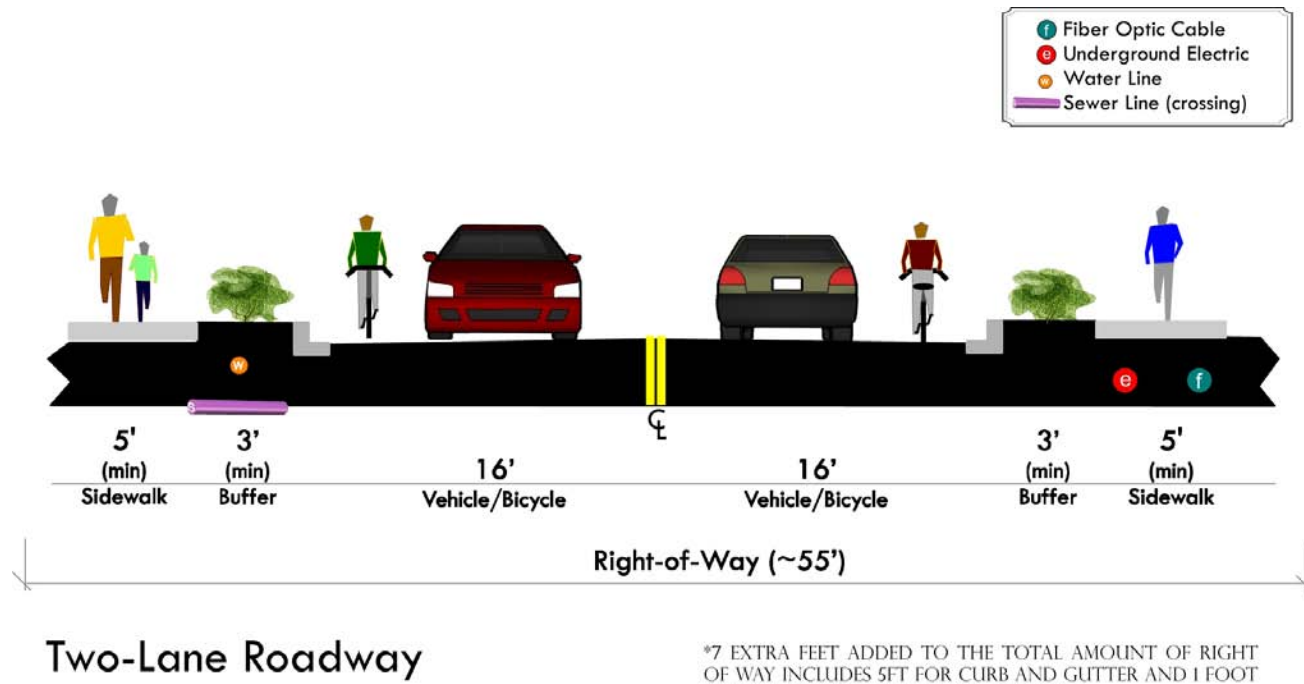 f Fiber Optic Cable
e Underground Electric
w Water Line
Sewer Line (crossing)
w
e f
s
℄
5' 3' 16' 16' 3' 5'
(min) (min) (min) (min)
Sidewalk Buffer Vehicle/Bicycle Vehicle/Bicycle Buffer Sidewalk
Right-of-Way (~55')
Two-Lane Roadway
*7 EXTRA FEET ADDED TO THE TOTAL AMOUNT OF RIGHT
OF WAY INCLUDES 5FT FOR CURB AND GUTTER AND 1 FOOT